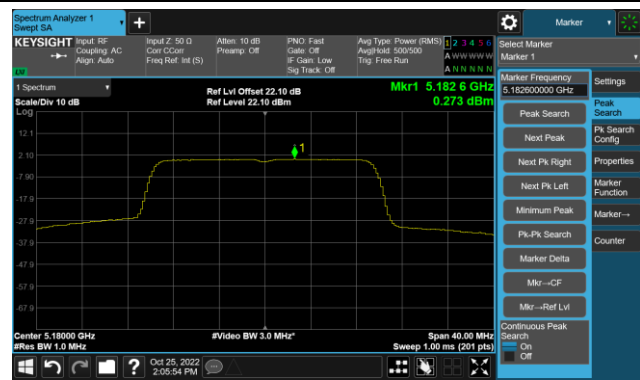 Spectrum Analyzer 1
Swept SA
Marker
KEYSIGHT
Input: RF
Coupling: AC
Align: Auto
Input Z: 50 Ω
Corr CCorr
Freq Ref: Int (S)
Atten: 10 dB
Preamp: Off
PNO: Fast
Gate: Off
IF Gain: Low
Sig Track: Off
Avg Type: Power (RMS)
Avg|Hold: 500/500
Trig: Free Run
1 2 3 4 5 6
A W W W W W
A N N N N N
Select Marker
Marker 1
1 Spectrum
Scale/Div 10 dB
Log
Ref Lvl Offset 22.10 dB
Ref Level 22.10 dBm
Mkr1 5.182 6 GHz
0.273 dBm
1
12.1
2.10
-7.90
-17.9
-27.9
-37.9
-47.9
-57.9
-67.9
Center 5.18000 GHz
#Res BW 1.0 MHz
#Video BW 3.0 MHz*
Span 40.00 MHz
Sweep 1.00 ms (201 pts)
Marker Frequency
5.182600000 GHz
Peak Search
Next Peak
Next Pk Right
Next Pk Left
Minimum Peak
Pk-Pk Search
Marker Delta
Mkr→CF
Mkr→Ref Lvl
Continuous Peak
Search
On
Off
Settings
Peak
Search
Pk Search
Config
Properties
Marker
Function
Marker→
Counter
Oct 25, 2022
2:05:54 PM